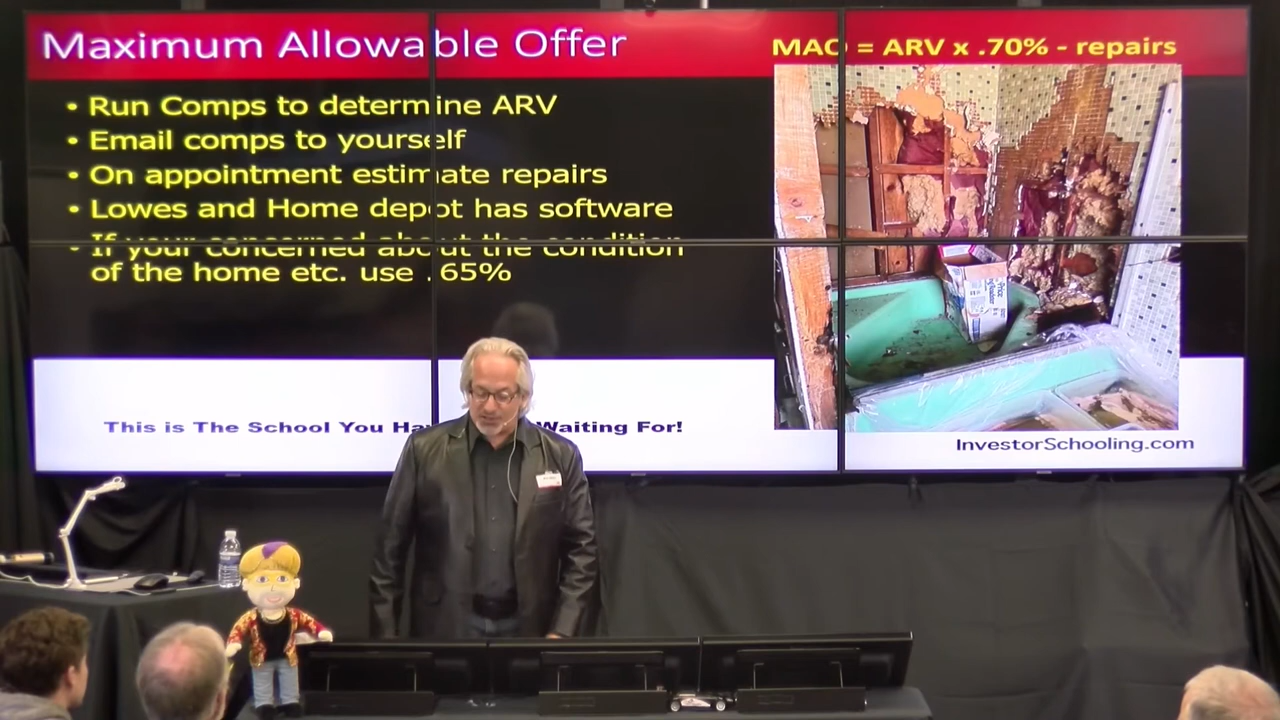 Maximum Allowable Offer
MAO = ARV x .70% - repairs
• Run Comps to determine ARV
• Email comps to yourself
• On appointment estimate repairs
• Lowes and Home depot has software
• If your concerned about the condition
of the home etc. use .65%
This is The School You Ha Waiting For!
InvestorSchooling.com